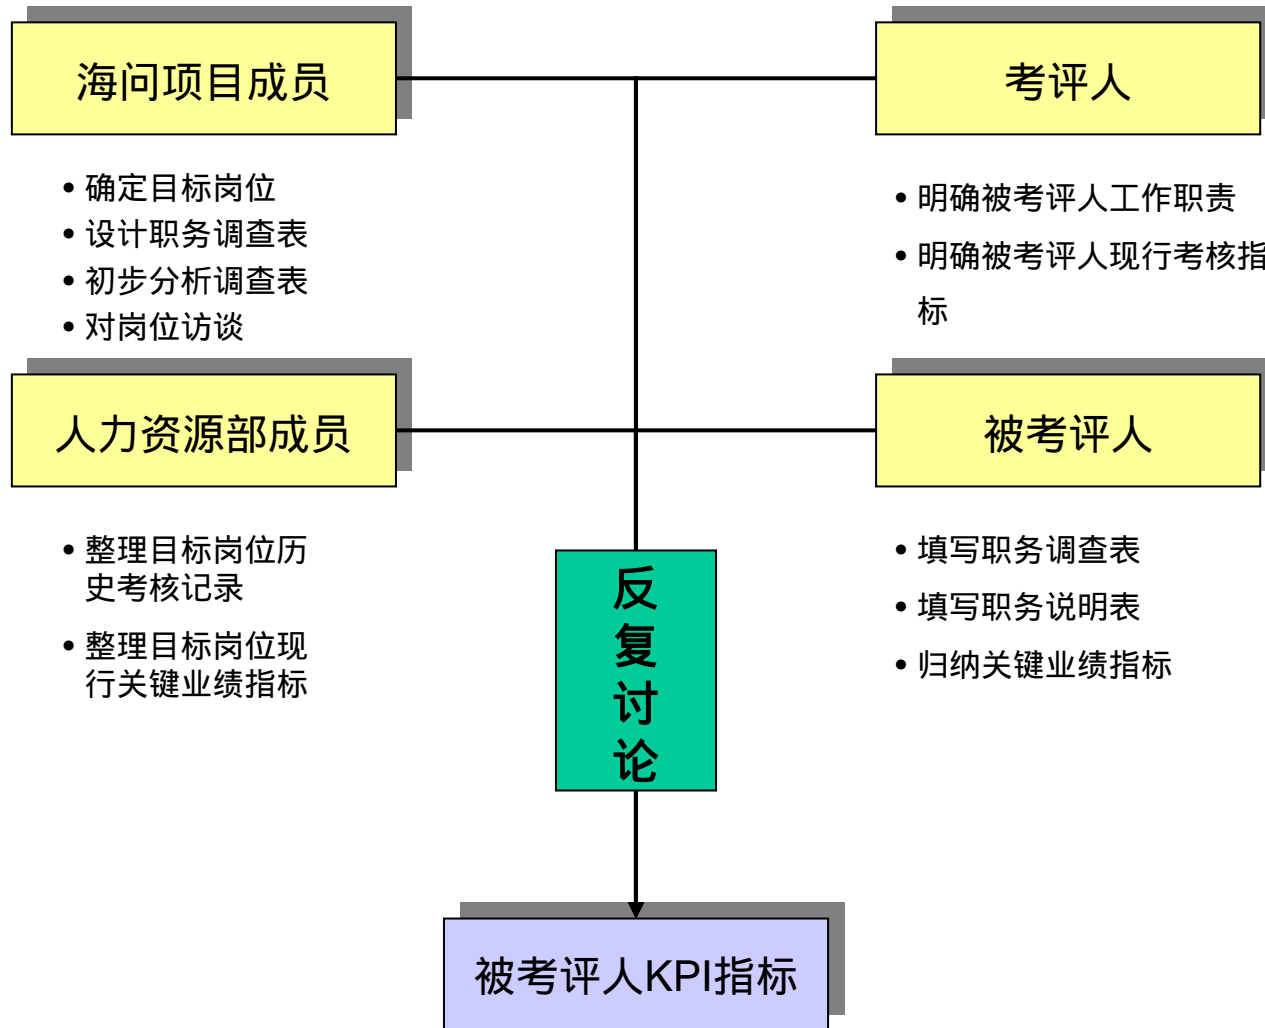 海问项目成员
考评人
• 确定目标岗位
• 设计职务调查表
• 初步分析调查表
• 对岗位访谈
• 明确被考评人工作职责
• 明确被考评人现行考核指
标
人力资源部成员
被考评人
• 整理目标岗位历
史考核记录
• 整理目标岗位现
行关键业绩指标
• 填写职务调查表
• 填写职务说明表
• 归纳关键业绩指标
反
复
讨
论
被考评人KPI指标